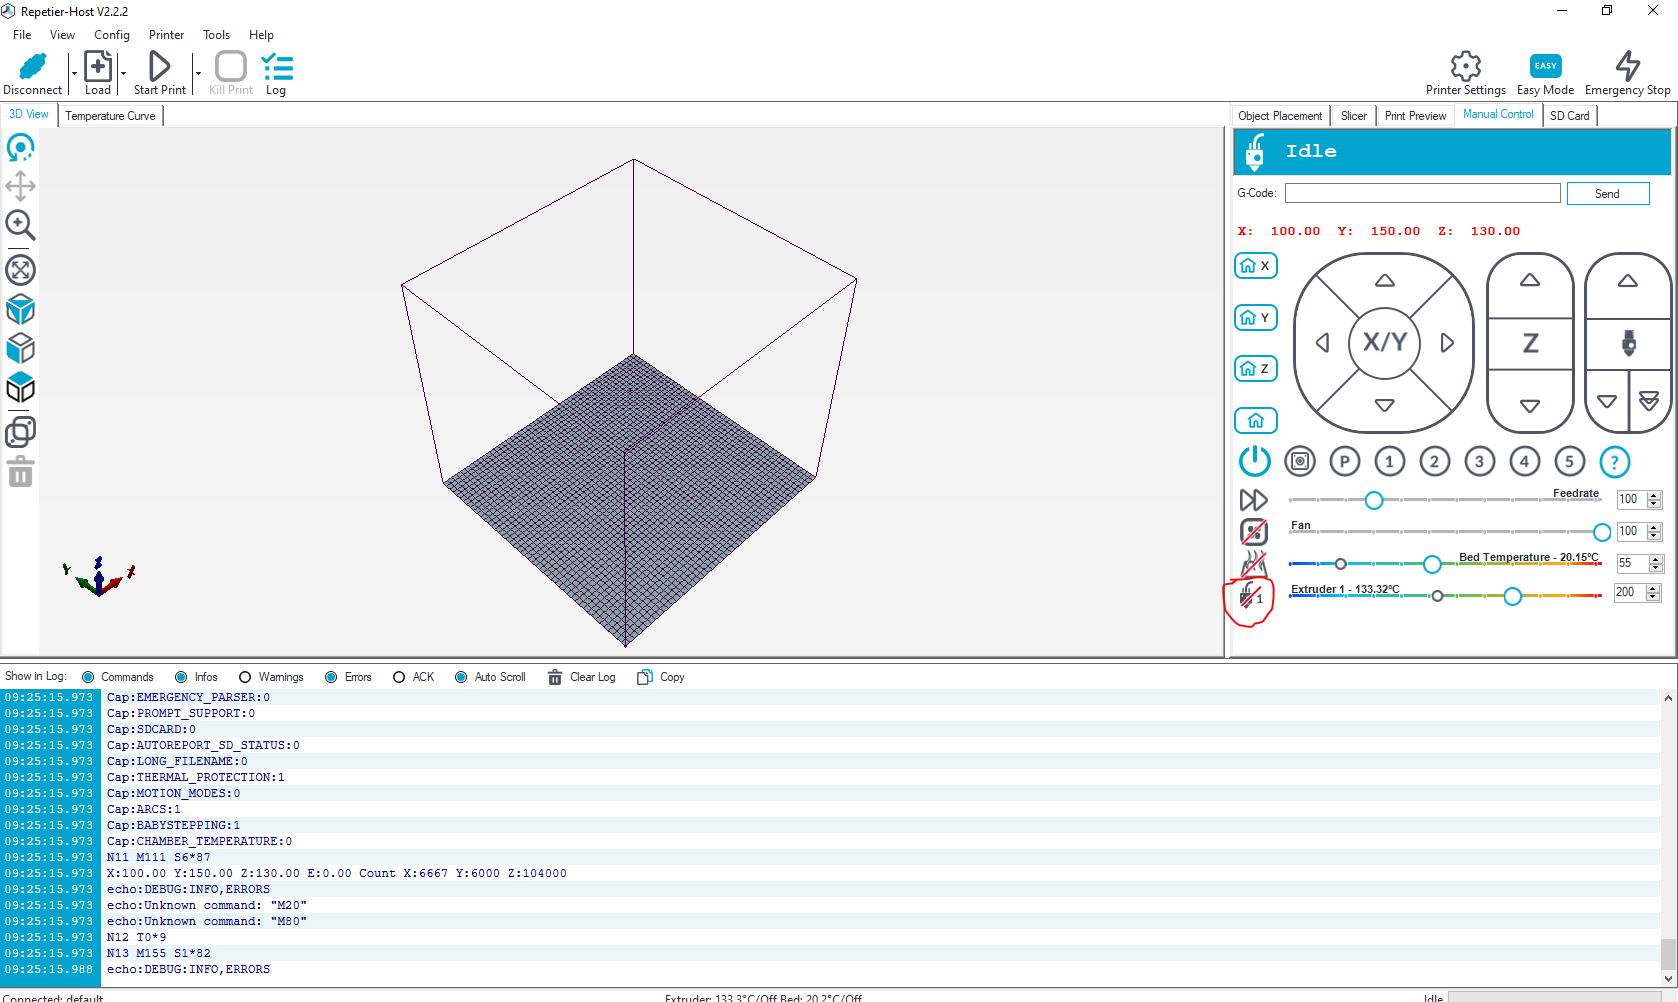 Repetier-Host V2.2.2
File View Config Printer Tools Help
Disconnect Load Start Print Kill Print Log
EASY
Printer Settings Easy Mode Emergency Stop
3D View Temperature Curve
Object Placement Slicer Print Preview Manual Control SD Card
Idle
G-Code: Send
X: 100.00 Y: 150.00 Z: 130.00
X
Y
Z
X/Y Z
P 1 2 3 4 5 ?
Feedrate 100
Fan 100
Bed Temperature - 20.15°C 55
1 Extruder 1 - 133.32°C 200
Y Z X
Show in Log: Commands Infos Warnings Errors ACK Auto Scroll Clear Log Copy
09:25:15.973 Cap:EMERGENCY_PARSER:0
09:25:15.973 Cap:PROMPT_SUPPORT:0
09:25:15.973 Cap:SDCARD:0
09:25:15.973 Cap:AUTOREPORT_SD_STATUS:0
09:25:15.973 Cap:LONG_FILENAME:0
09:25:15.973 Cap:THERMAL_PROTECTION:1
09:25:15.973 Cap:MOTION_MODES:0
09:25:15.973 Cap:ARCS:1
09:25:15.973 Cap:BABYSTEPPING:1
09:25:15.973 Cap:CHAMBER_TEMPERATURE:0
09:25:15.973 N11 M111 S6*87
09:25:15.973 X:100.00 Y:150.00 Z:130.00 E:0.00 Count X:6667 Y:6000 Z:104000
09:25:15.973 echo:DEBUG:INFO,ERRORS
09:25:15.973 echo:Unknown command: "M20"
09:25:15.973 echo:Unknown command: "M80"
09:25:15.973 N12 T0*9
09:25:15.973 N13 M155 S1*82
09:25:15.988 echo:DEBUG:INFO,ERRORS
Connected: default Extruder: 133.3°C/Off Bed: 20.2°C/Off Idle